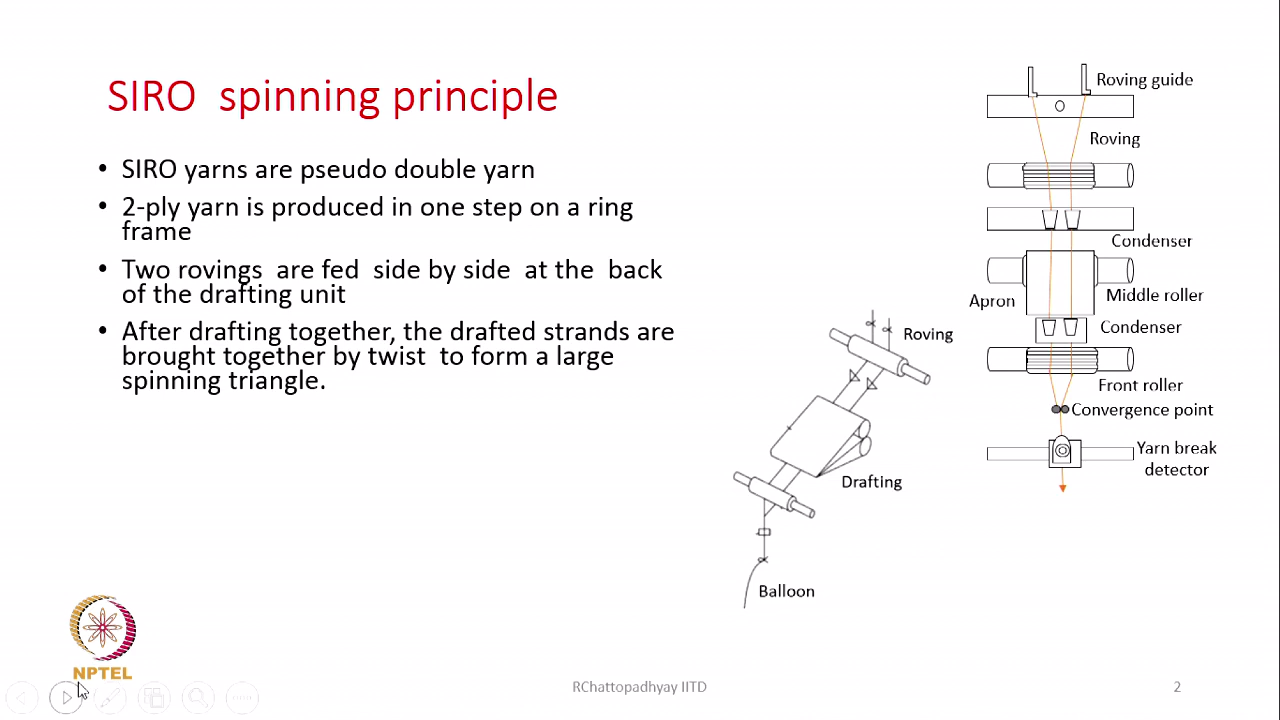 SIRO spinning principle
• SIRO yarns are pseudo double yarn
• 2-ply yarn is produced in one step on a ring
frame
• Two rovings are fed side by side at the back
of the drafting unit
• After drafting together, the drafted strands are
brought together by twist to form a large
spinning triangle.
Roving
Drafting
Balloon
Roving guide
Roving
Condenser
Apron
Middle roller
Condenser
Front roller
Convergence point
Yarn break
detector
NPTEL
RChattopadhyay IITD
2